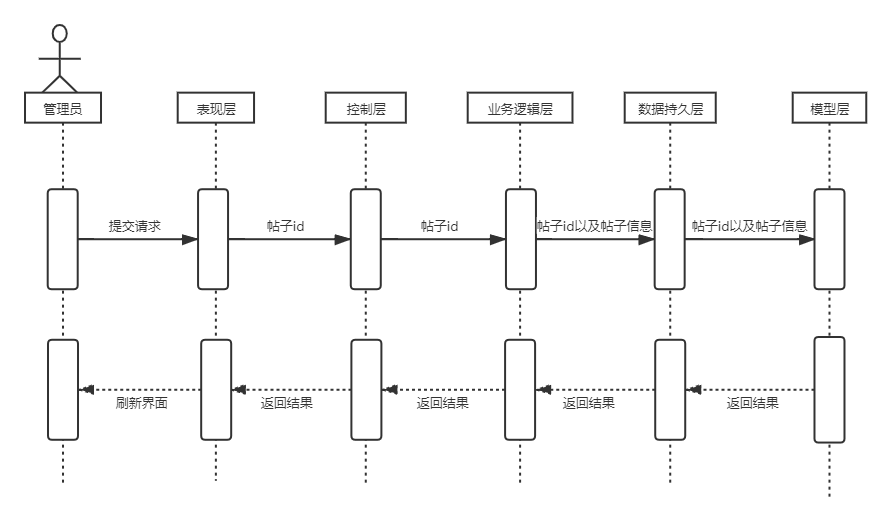 管理员
表现层
控制层
业务逻辑层
数据持久层
模型层
提交请求
帖子id
帖子id
帖子id以及帖子信息
帖子id以及帖子信息
刷新界面
返回结果
返回结果
返回结果
返回结果